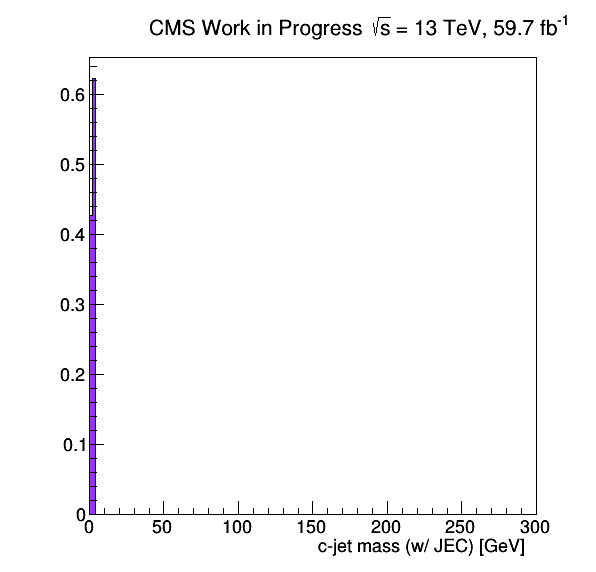 CMS Work in Progress √s = 13 TeV, 59.7 fb⁻¹
0.6
0.5
0.4
0.3
0.2
0.1
0
0 50 100 150 200 250 300
c-jet mass (w/ JEC) [GeV]